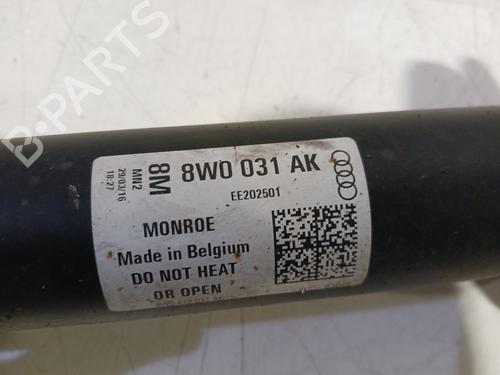 B-PARTS
8M
MN2
29/03/16
18:27
8W0 031 AK
EE202501
MONROE
Made in Belgium
DO NOT HEAT
OR OPEN